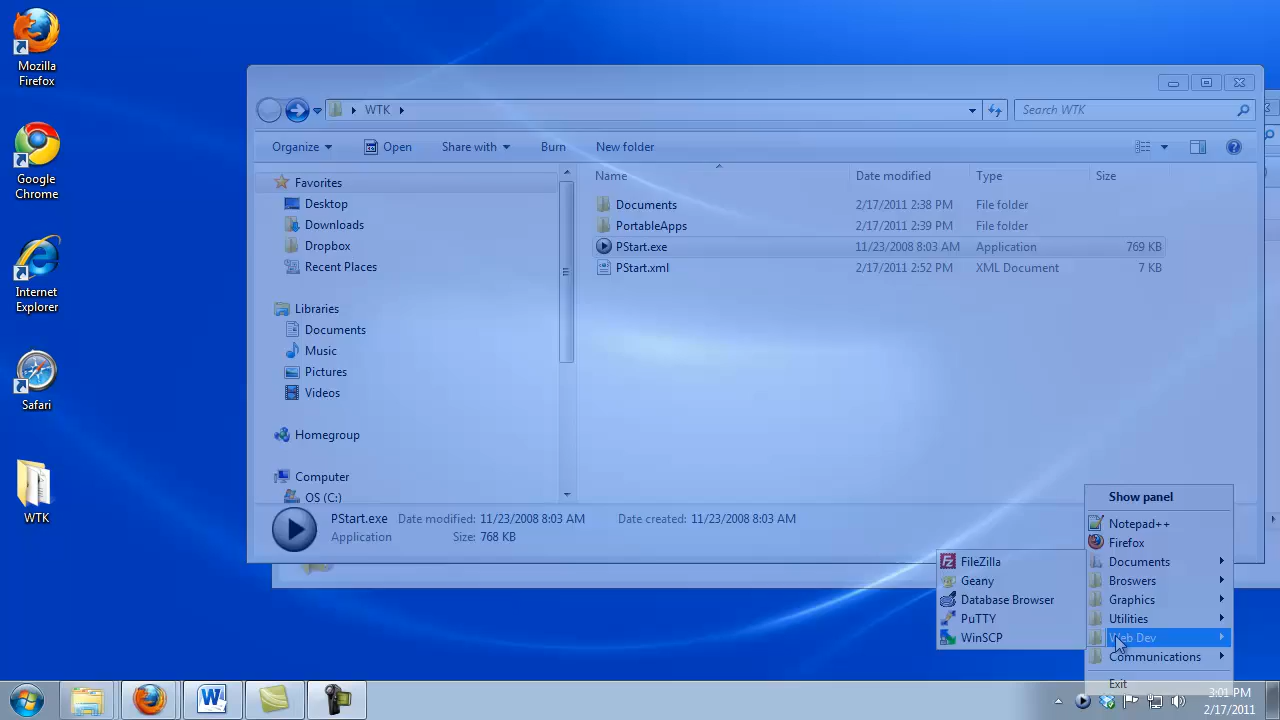 Mozilla
Firefox
Google
Chrome
Internet
Explorer
Safari
WTK
WTK
Search WTK
Organize
Open
Share with
Burn
New folder
Favorites
Desktop
Downloads
Dropbox
Recent Places
Libraries
Documents
Music
Pictures
Videos
Homegroup
Computer
OS (C:)
Name Date modified Type Size
Documents 2/17/2011 2:38 PM File folder
PortableApps 2/17/2011 2:39 PM File folder
PStart.exe 11/23/2008 8:03 AM Application 769 KB
PStart.xml 2/17/2011 2:52 PM XML Document 7 KB
PStart.exe Date modified: 11/23/2008 8:03 AM Date created: 11/23/2008 8:03 AM
Application Size: 768 KB
FileZilla
Geany
Database Browser
PuTTY
WinSCP
Show panel
Notepad++
Firefox
Documents
Broswers
Graphics
Utilities
Web Dev
Communications
Exit
3:01 PM
2/17/2011